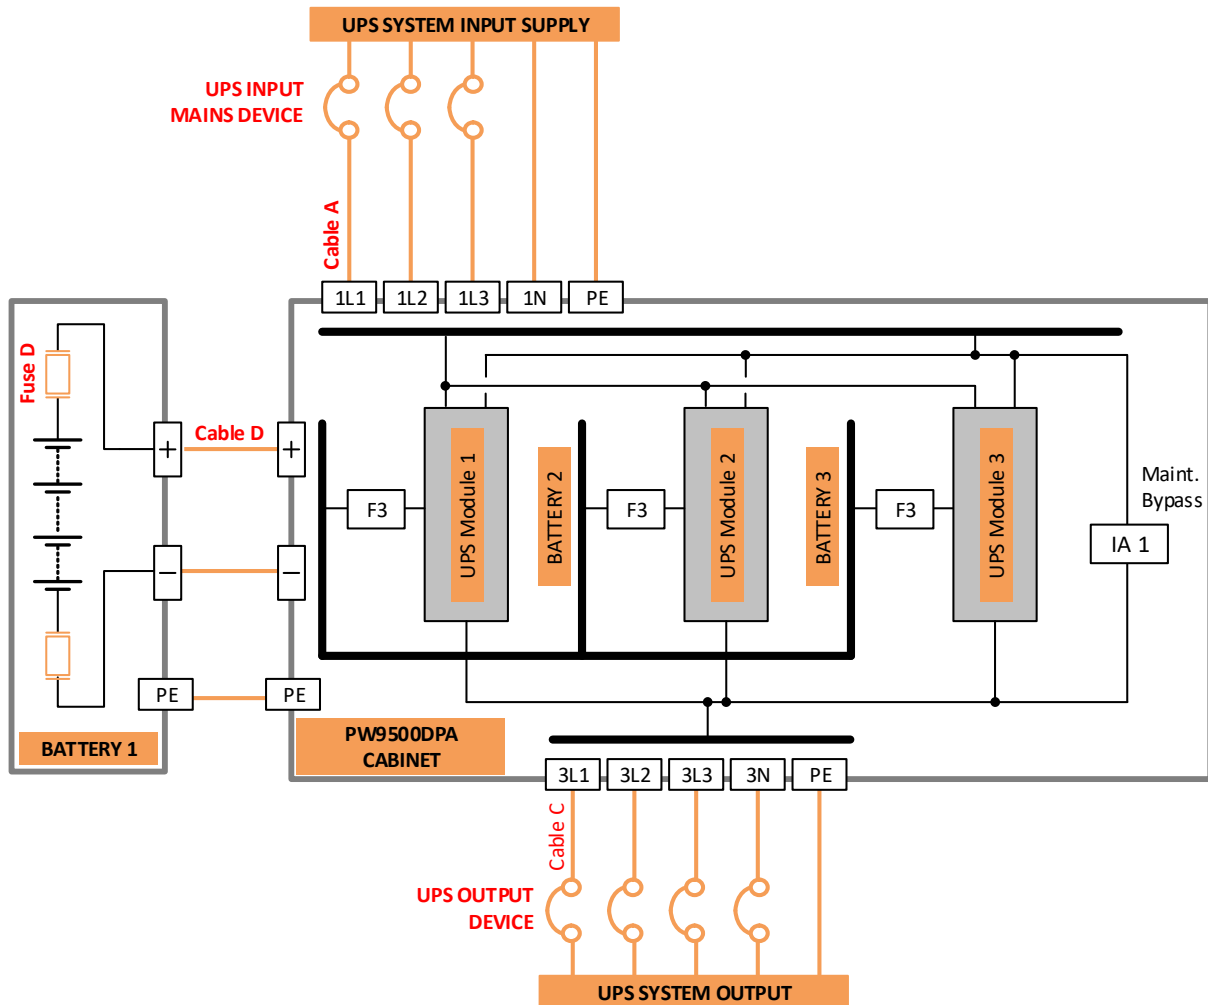 UPS SYSTEM INPUT SUPPLY
UPS INPUT
MAINS DEVICE
Cable A
1L1
1L2
1L3
1N
PE
Fuse D
+
Cable D
+
F3
UPS Module 1
BATTERY 2
F3
UPS Module 2
BATTERY 3
F3
UPS Module 3
Maint.
Bypass
IA 1
−
−
PE
PE
BATTERY 1
PW9500DPA
CABINET
3L1
3L2
3L3
3N
PE
Cable C
UPS OUTPUT
DEVICE
UPS SYSTEM OUTPUT